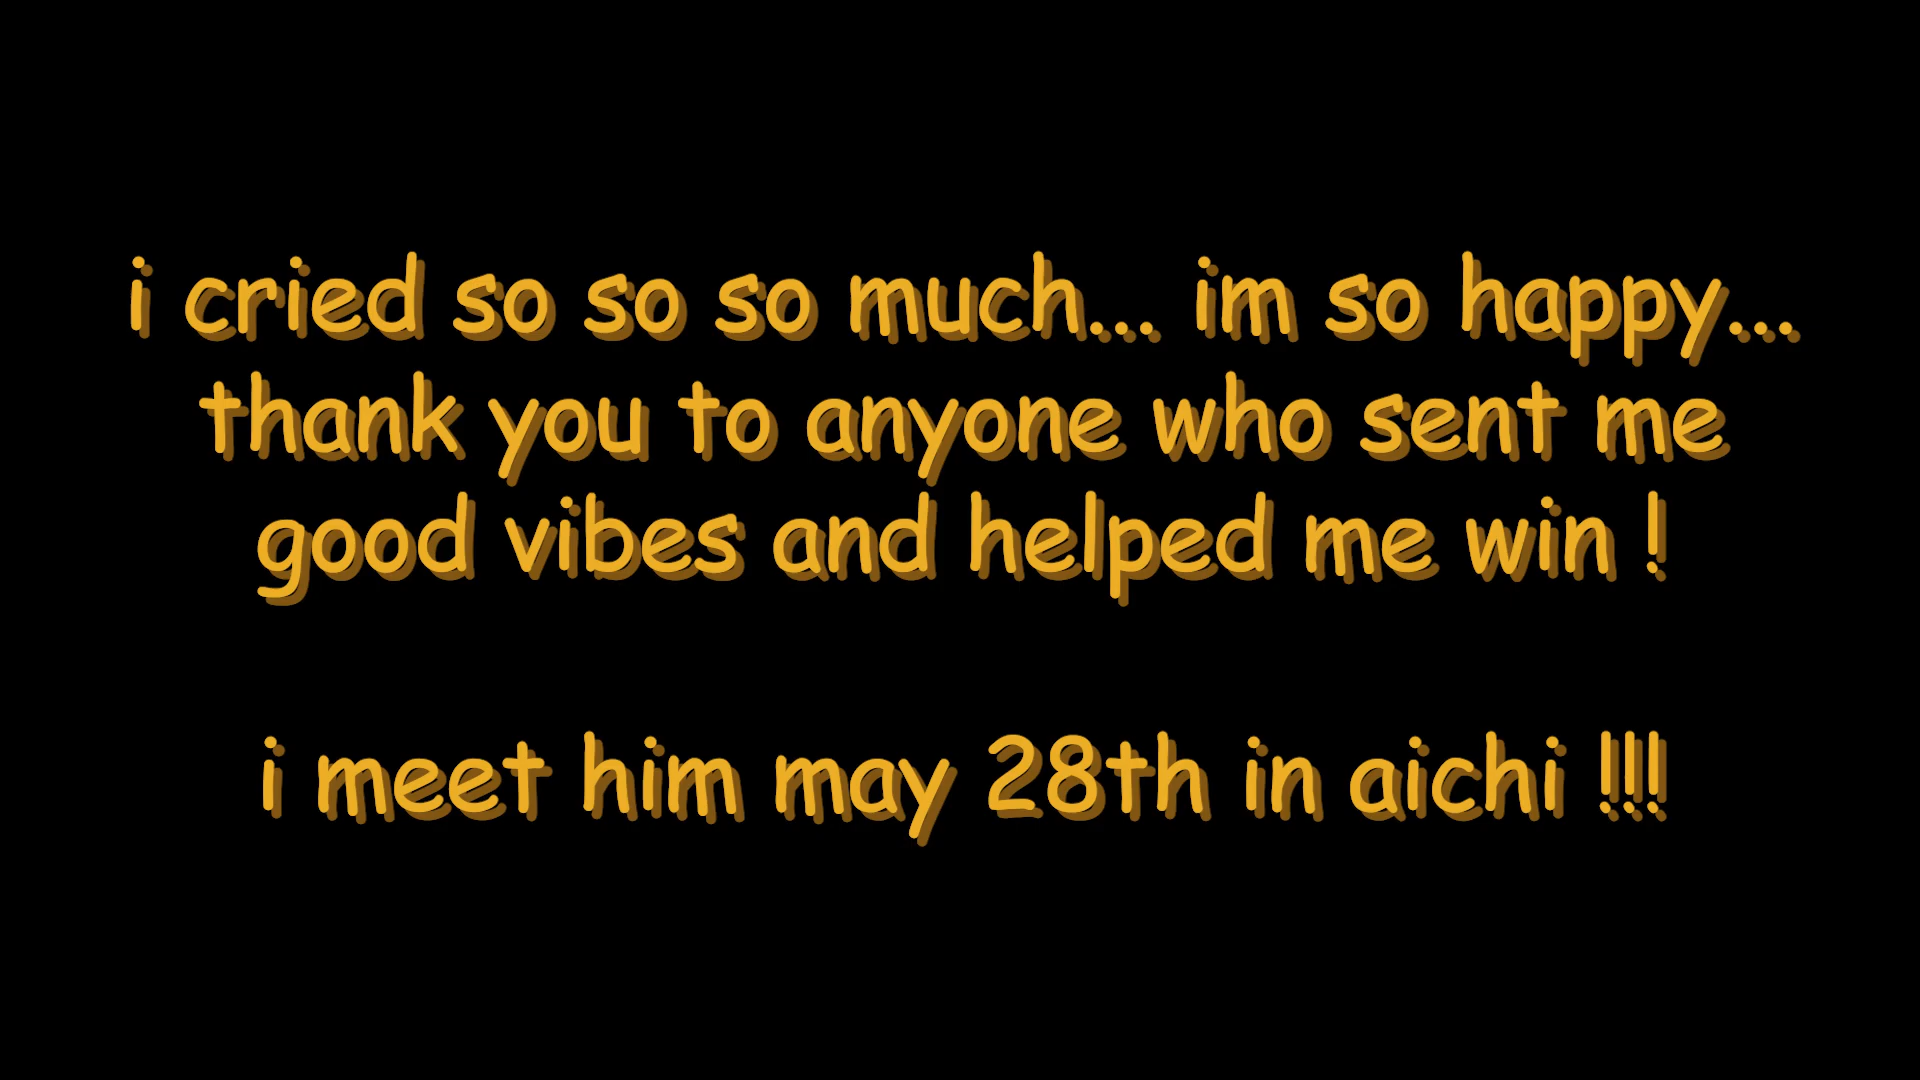 i cried so so so much... im so happy...
thank you to anyone who sent me
good vibes and helped me win !
i meet him may 28th in aichi !!!